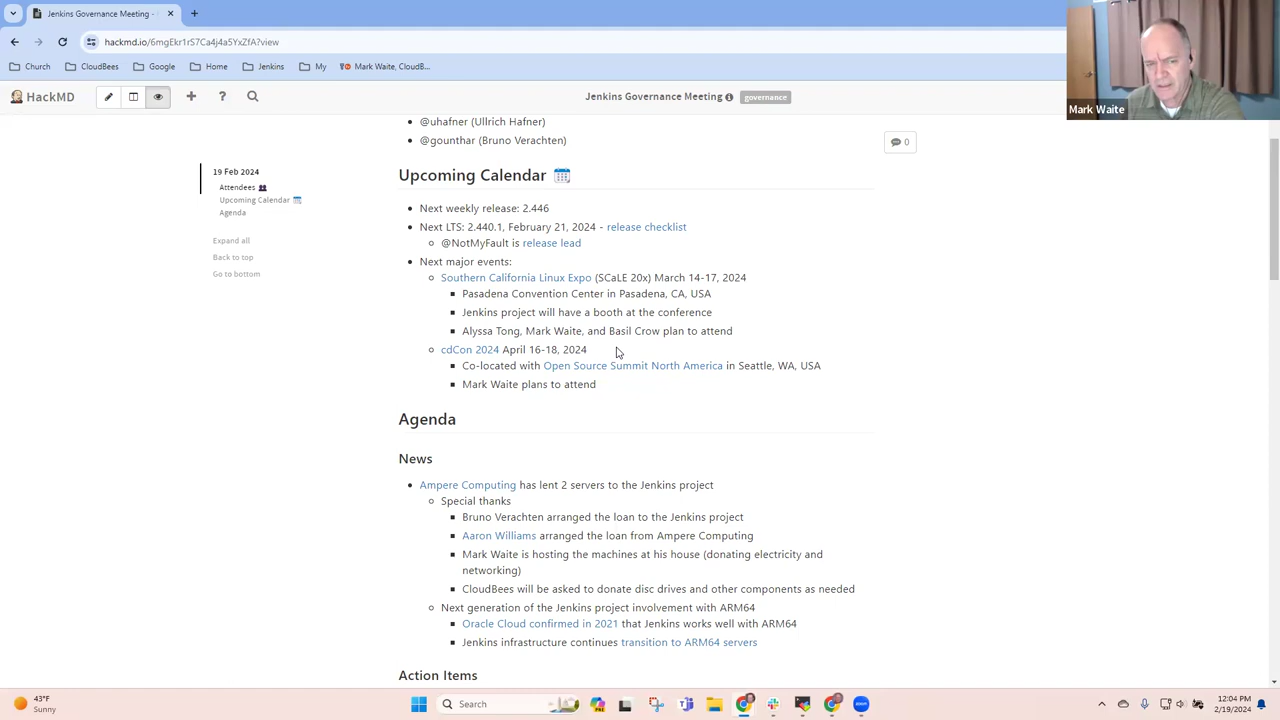 Jenkins Governance Meeting - H
hackmd.io/6mgEkr1rS7Ca4j4a5YxZfA?view
Church
CloudBees
Google
Home
Jenkins
My
Mark Waite, CloudB...
HackMD
Jenkins Governance Meeting
governance
Mark Waite
@uhafner (Ullrich Hafner)
@gounthar (Bruno Verachten)
0
19 Feb 2024
Attendees
Upcoming Calendar
Agenda
Expand all
Back to top
Go to bottom
Upcoming Calendar
Next weekly release: 2.446
Next LTS: 2.440.1, February 21, 2024 - release checklist
@NotMyFault is release lead
Next major events:
Southern California Linux Expo (SCaLE 20x) March 14-17, 2024
Pasadena Convention Center in Pasadena, CA, USA
Jenkins project will have a booth at the conference
Alyssa Tong, Mark Waite, and Basil Crow plan to attend
cdCon 2024 April 16-18, 2024
Co-located with Open Source Summit North America in Seattle, WA, USA
Mark Waite plans to attend
Agenda
News
Ampere Computing has lent 2 servers to the Jenkins project
Special thanks
Bruno Verachten arranged the loan to the Jenkins project
Aaron Williams arranged the loan from Ampere Computing
Mark Waite is hosting the machines at his house (donating electricity and
networking)
CloudBees will be asked to donate disc drives and other components as needed
Next generation of the Jenkins project involvement with ARM64
Oracle Cloud confirmed in 2021 that Jenkins works well with ARM64
Jenkins infrastructure continues transition to ARM64 servers
Action Items
43°F
Sunny
Search
12:04 PM
2/19/2024